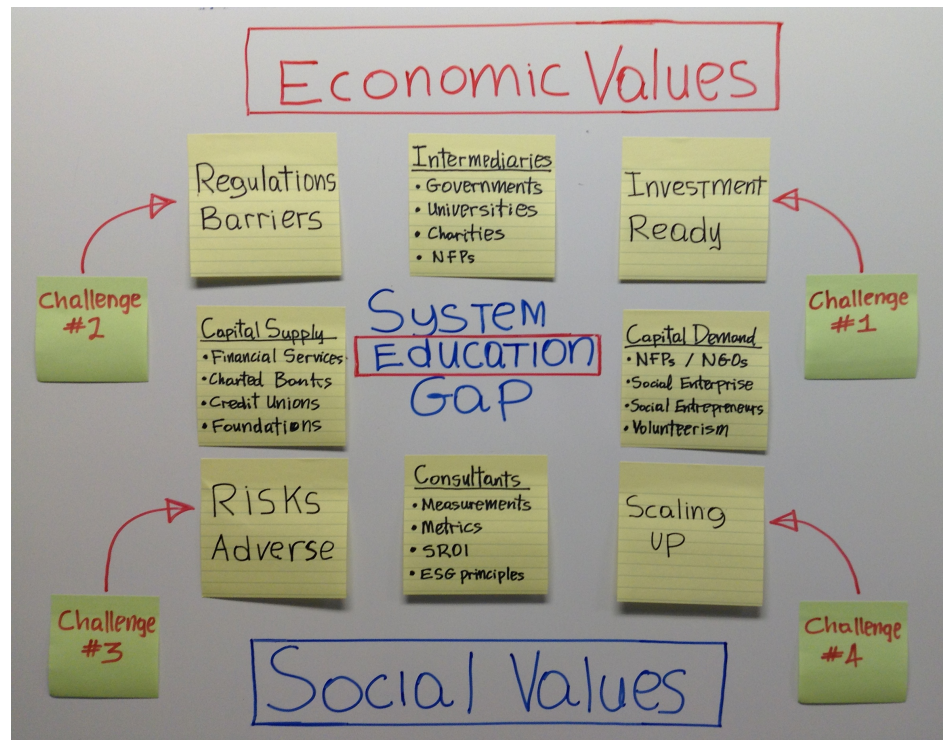 Economic Values
Regulations
Barriers
Intermediaries
• Governments
• Universities
• Charities
• NFPs
Investment
Ready
Challenge
#2
Challenge
#1
Capital Supply
• Financial Services
• Charted Banks
• Credit Unions
• Foundations
System
Education
Gap
Capital Demand
• NFPs / NGOs
• Social Enterprise
• Social Entrepreneurs
• Volunteerism
Risks
Adverse
Consultants
• Measurements
• Metrics
• SROI
• ESG principles
Scaling
UP
Challenge
#3
Challenge
#4
Social Values